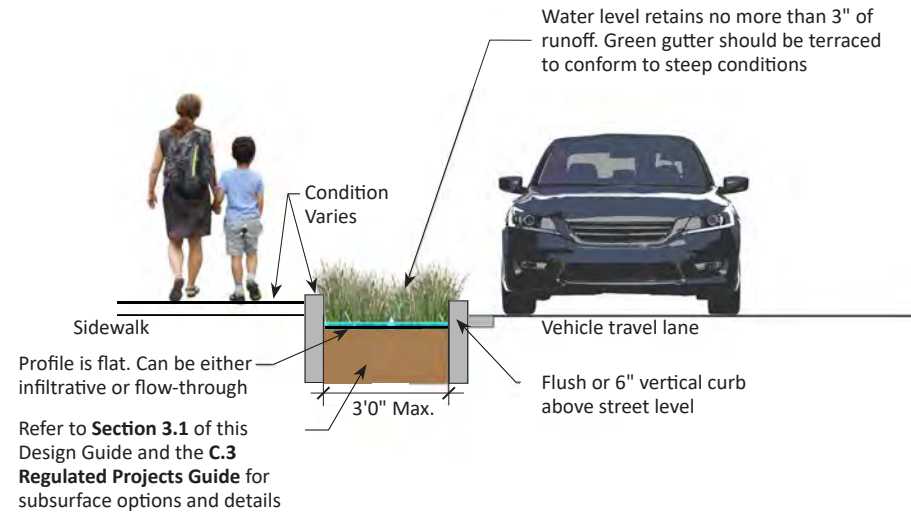 Water level retains no more than 3" of
runoff. Green gutter should be terraced
to conform to steep conditions
Condition
Varies
Sidewalk
Vehicle travel lane
Profile is flat. Can be either
infiltrative or flow-through
Flush or 6" vertical curb
above street level
3'0" Max.
Refer to Section 3.1 of this
Design Guide and the C.3
Regulated Projects Guide for
subsurface options and details